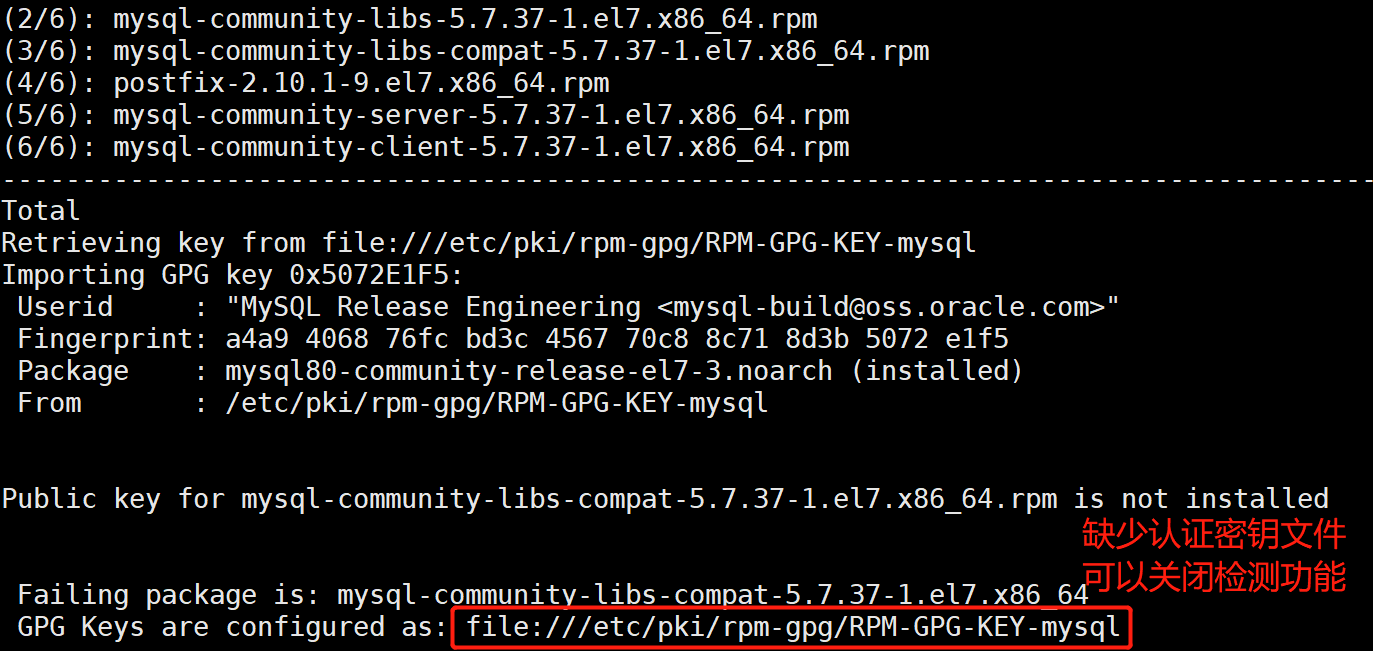 (2/6): mysql-community-libs-5.7.37-1.el7.x86_64.rpm
(3/6): mysql-community-libs-compat-5.7.37-1.el7.x86_64.rpm
(4/6): postfix-2.10.1-9.el7.x86_64.rpm
(5/6): mysql-community-server-5.7.37-1.el7.x86_64.rpm
(6/6): mysql-community-client-5.7.37-1.el7.x86_64.rpm
--------------------------------------------------------------------------------------
Total
Retrieving key from file:///etc/pki/rpm-gpg/RPM-GPG-KEY-mysql
Importing GPG key 0x5072E1F5:
 Userid     : "MySQL Release Engineering <mysql-build@oss.oracle.com>"
 Fingerprint: a4a9 4068 76fc bd3c 4567 70c8 8c71 8d3b 5072 e1f5
 Package    : mysql80-community-release-el7-3.noarch (installed)
 From       : /etc/pki/rpm-gpg/RPM-GPG-KEY-mysql
Public key for mysql-community-libs-compat-5.7.37-1.el7.x86_64.rpm is not installed
缺少认证密钥文件
可以关闭检测功能
 Failing package is: mysql-community-libs-compat-5.7.37-1.el7.x86_64
 GPG Keys are configured as: file:///etc/pki/rpm-gpg/RPM-GPG-KEY-mysql